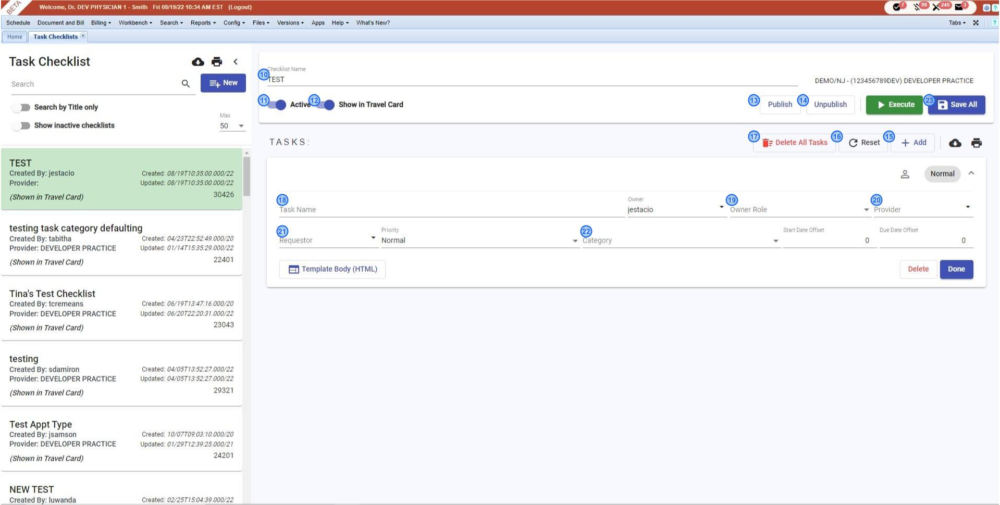 BETA
Welcome, Dr. DEV PHYSICIAN 1 - Smith Fri 08/19/22 10:34 AM EST (Logout)
7 99 245 3
Schedule Document and Bill Billing Workbench Search Reports Config Files Versions Apps Help What's New? Tabs ?
Home Task Checklists
Task Checklist
Search
New
Search by Title only
Show inactive checklists
Max
50
TEST
Created By: jestacio Created: 08/19T10:35:00.000/22
Provider: Updated: 08/19T10:35:00.000/22
(Shown in Travel Card) 30426
testing task category defaulting
Created By: tabitha Created: 04/23T22:52:49.000/20
Provider: DEVELOPER PRACTICE Updated: 01/14T15:35:29.000/22
(Shown in Travel Card) 22401
Tina's Test Checklist
Created By: tcremeans Created: 06/19T13:47:16.000/20
Provider: DEVELOPER PRACTICE Updated: 06/20T22:20:31.000/22
(Shown in Travel Card) 23043
testing
Created By: sdamiron Created: 04/05T13:52:27.000/22
Provider: DEVELOPER PRACTICE Updated: 04/05T13:52:27.000/22
(Shown in Travel Card) 29321
Test Appt Type
Created By: jsamson Created: 10/07T09:03:10.000/20
Provider: DEVELOPER PRACTICE Updated: 01/29T12:39:25.000/21
(Shown in Travel Card) 24201
NEW TEST
Created By: luwanda Created: 02/25T15:04:39.000/22
Checklist Name
10 TEST
DEMO/NJ - (123456789DEV) DEVELOPER PRACTICE
11 Active 12 Show in Travel Card 13 Publish 14 Unpublish Execute 23 Save All
TASKS: 17 Delete All Tasks 16 Reset 15 Add
Normal
18 Task Name
Owner
jestacio
19 Owner Role
20 Provider
21 Requestor
Priority
Normal
22 Category
Start Date Offset
0
Due Date Offset
0
Template Body (HTML) Delete Done